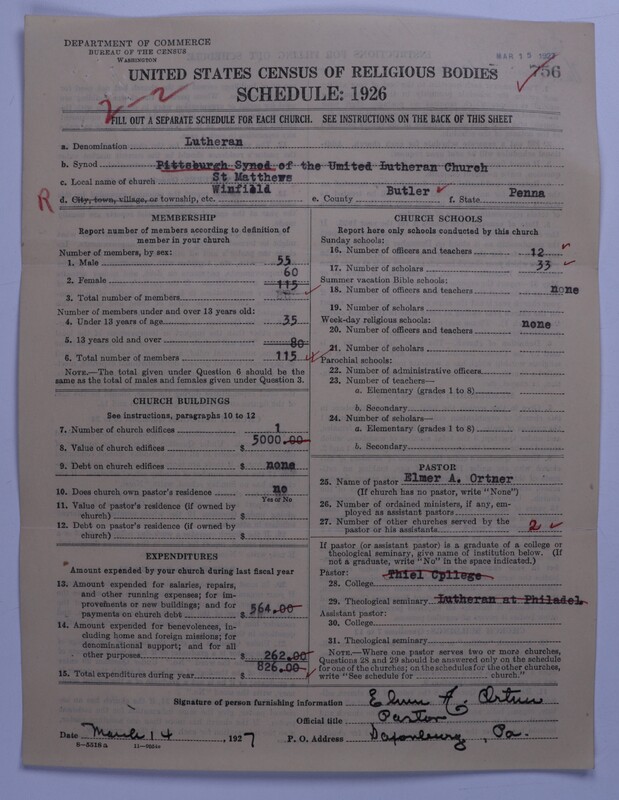 DEPARTMENT OF COMMERCE
BUREAU OF THE CENSUS
WASHINGTON
MAR 19 1927
756
UNITED STATES CENSUS OF RELIGIOUS BODIES
SCHEDULE: 1926
2-2
FILL OUT A SEPARATE SCHEDULE FOR EACH CHURCH. SEE INSTRUCTIONS ON THE BACK OF THIS SHEET
a. Denomination Lutheran
b. Synod Pittsburgh Synod of the United Lutheran Church
c. Local name of church St Matthews
R
d. City, town, village, or township, etc. Winfield e. County Butler f. State Penna
MEMBERSHIP
Report number of members according to definition of member in your church
Number of members, by sex:
1. Male 55
2. Female 60
3. Total number of members 115
Number of members under and over 13 years old:
4. Under 13 years of age 35
5. 13 years old and over 80
6. Total number of members 115
NOTE.—The total given under Question 6 should be the same as the total of males and females given under Question 3.
CHURCH BUILDINGS
See instructions, paragraphs 10 to 12
7. Number of church edifices 1
8. Value of church edifices $ 5000.00
9. Debt on church edifices $ none
10. Does church own pastor's residence no
Yes or No
11. Value of pastor's residence (if owned by church) $
12. Debt on pastor's residence (if owned by church) $
EXPENDITURES
Amount expended by your church during last fiscal year
13. Amount expended for salaries, repairs, and other running expenses; for improvements or new buildings; and for payments on church debt $ 564.00
14. Amount expended for benevolences, including home and foreign missions; for denominational support; and for all other purposes $ 262.00
15. Total expenditures during year $ 826.00
CHURCH SCHOOLS
Report here only schools conducted by this church
Sunday schools:
16. Number of officers and teachers 12
17. Number of scholars 33
Summer vacation Bible schools:
18. Number of officers and teachers none
19. Number of scholars
Week-day religious schools:
20. Number of officers and teachers none
21. Number of scholars
Parochial schools:
22. Number of administrative officers
23. Number of teachers—
a. Elementary (grades 1 to 8)
b. Secondary
24. Number of scholars—
a. Elementary (grades 1 to 8)
b. Secondary
PASTOR
25. Name of pastor Elmer A. Ortner
(If church has no pastor, write "None")
26. Number of ordained ministers, if any, employed as assistant pastors
27. Number of other churches served by the pastor or his assistants 2
If pastor (or assistant pastor) is a graduate of a college or theological seminary, give name of institution below. (If not a graduate, write "No" in the space indicated.)
Pastor:
28. College Thiel Cpllege
29. Theological seminary Lutheran at Philadel
Assistant pastor:
30. College
31. Theological seminary
NOTE.—Where one pastor serves two or more churches, Questions 28 and 29 should be answered only on the schedule for one of the churches; on the schedules for the other churches, write "See schedule for church."
Signature of person furnishing information Elmer A. Ortner
Official title Pastor
Date March 14, 1927 P. O. Address Saxonburg, Pa.